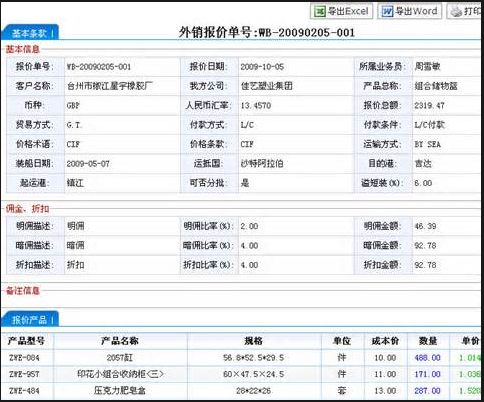 导出Excel 导出Word 打印
基本条款 外销报价单号:WB-20090205-001
基本信息
报价单号: WB-20090205-001 报价日期: 2009-10-05 所属业务员: 周雪敏
客户名称: 台州市椒江星宇橡胶厂 我方公司: 佳艺塑业集团 产品总称: 组合储物篮
币种: GBP 人民币汇率: 13.4570 报价总额: 2319.47
贸易方式: G.T. 付款方式: L/C 付款条件: L/C付款
价格术语: CIF 价格条款: CIF 运输方式: BY SEA
装船日期: 2009-05-07 运抵国: 沙特阿拉伯 目的港: 吉达
起运港: 镇江 可否分批: 是 溢短装(%): 6.00
佣金、折扣
明佣描述: 明佣 明佣比率(%): 2.00 明佣金额: 46.39
暗佣描述: 暗佣 暗佣比率(%): 4.00 暗佣金额: 92.78
折扣描述: 折扣 折扣比率(%): 4.00 折扣金额: 92.78
备注信息
报价产品
产品型号 产品名称 规格 单位 成本价 数量 单价
ZWE-084 2057缸 56.8*52.5*29.5 件 10.00 488.00 1.014
ZWE-957 印花小组合收纳柜<三> 60×47.5×24.5 件 11.00 171.00 1.036
ZWE-484 压克力肥皂盒 28*22*26 套 13.00 287.00 1.520